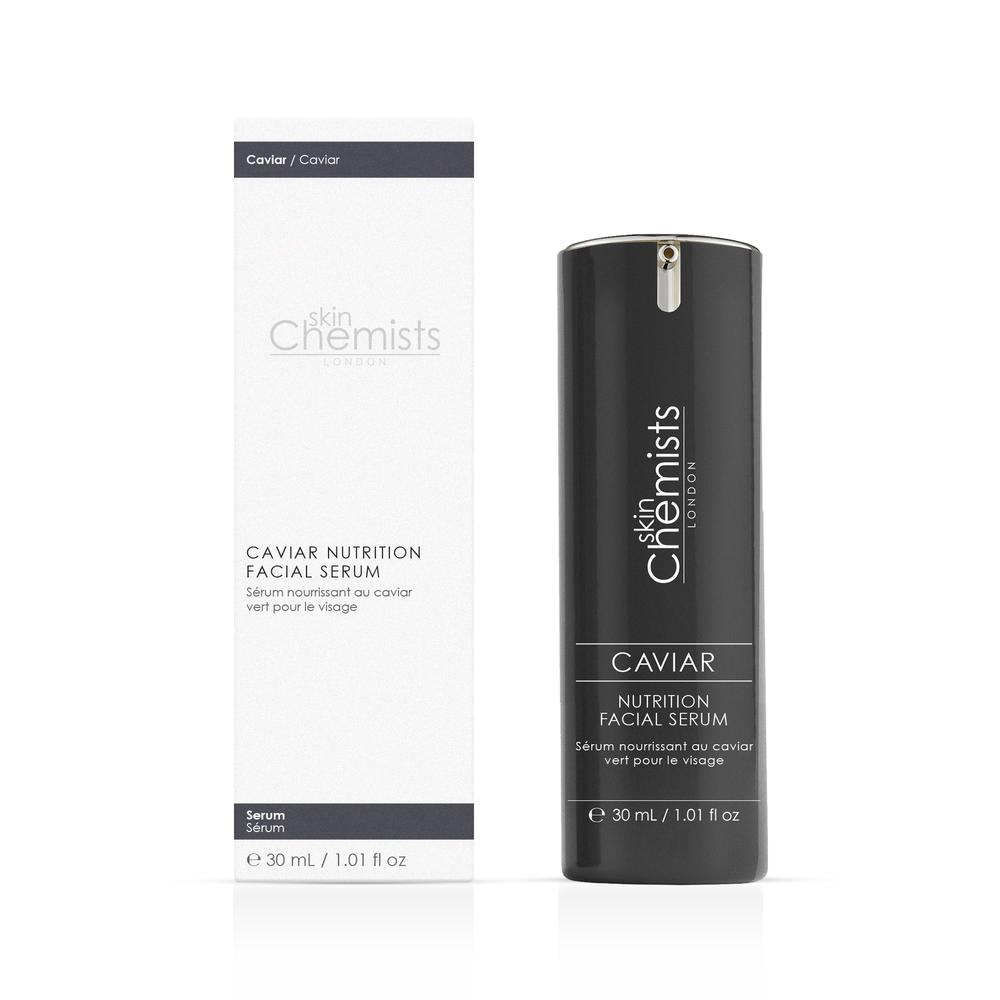 Caviar / Caviar
skin
Chemists
LONDON
CAVIAR NUTRITION
FACIAL SERUM
Sérum nourrissant au caviar
vert pour le visage
Serum
Sérum
℮ 30 mL / 1.01 fl oz
skin
Chemists
LONDON
CAVIAR
NUTRITION
FACIAL SERUM
Sérum nourrissant au caviar
vert pour le visage
℮ 30 mL / 1.01 fl oz